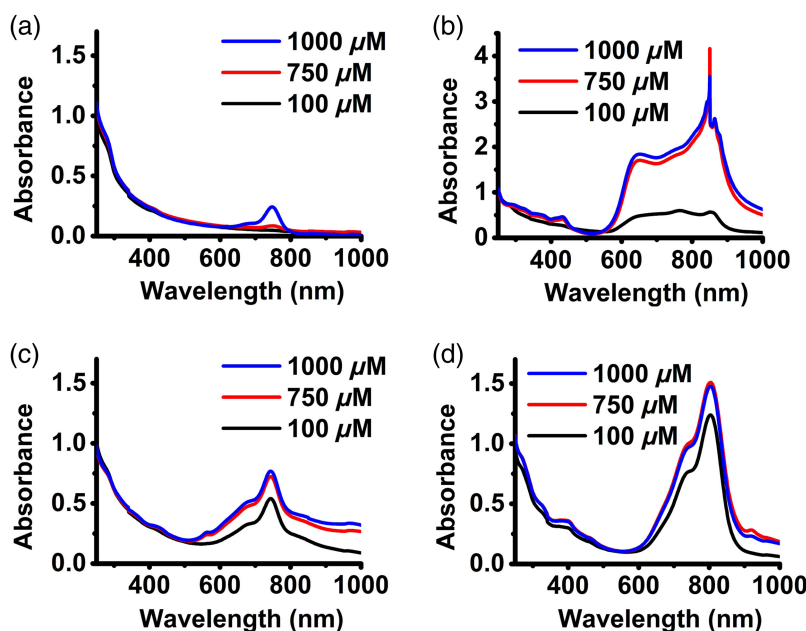 (a)
Absorbance
1.5
1.0
0.5
0.0
1000 µM
750 µM
100 µM
400 600 800 1000
Wavelength (nm)
(b)
Absorbance
4
3
2
1
0
1000 µM
750 µM
100 µM
400 600 800 1000
Wavelength (nm)
(c)
Absorbance
1.5
1.0
0.5
0.0
1000 µM
750 µM
100 µM
400 600 800 1000
Wavelength (nm)
(d)
Absorbance
1.5
1.0
0.5
0.0
1000 µM
750 µM
100 µM
400 600 800 1000
Wavelength (nm)